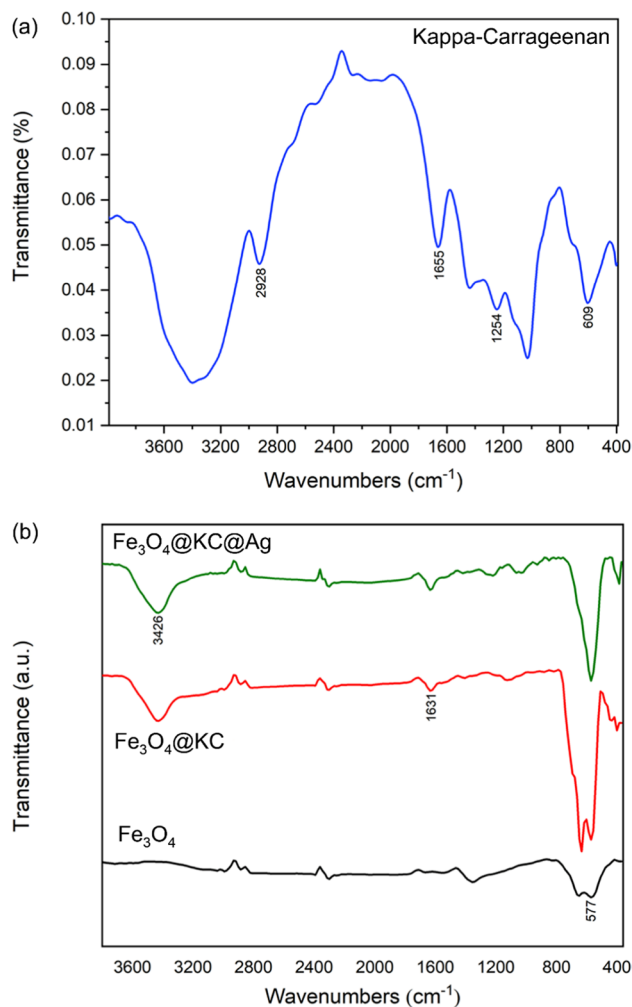 (a)
Kappa-Carrageenan
0.10
0.09
0.08
0.07
0.06
0.05
0.04
0.03
0.02
0.01
Transmittance (%)
2928
1655
1254
609
3600 3200 2800 2400 2000 1600 1200 800 400
Wavenumbers (cm⁻¹)
(b)
Fe₃O₄@KC@Ag
3426
Transmittance (a.u.)
1631
Fe₃O₄@KC
Fe₃O₄
577
3600 3200 2800 2400 2000 1600 1200 800 400
Wavenumbers (cm⁻¹)